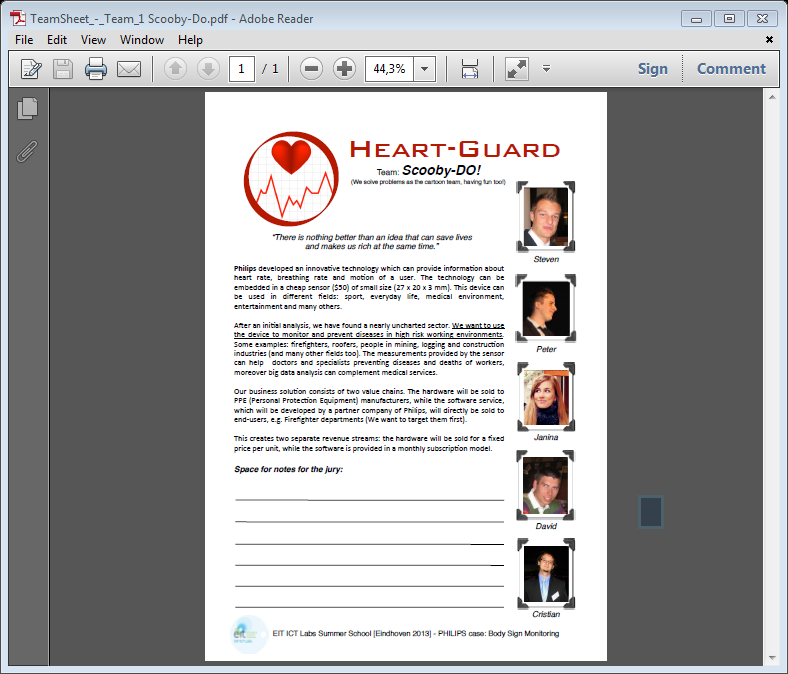 TeamSheet_-_Team_1 Scooby-Do.pdf - Adobe Reader
File Edit View Window Help
1 / 1 44,3% Sign Comment
HEART-GUARD
Team: Scooby-DO!
(We solve problems as the cartoon team, having fun too!)
Steven
"There is nothing better than an idea that can save lives
and makes us rich at the same time."
Philips developed an innovative technology which can provide information about
heart rate, breathing rate and motion of a user. The technology can be
embedded in a cheap sensor ($50) of small size (27 x 20 x 3 mm). This device can
be used in different fields: sport, everyday life, medical environment,
entertainment and many others.
Peter
After an initial analysis, we have found a nearly uncharted sector. We want to use
the device to monitor and prevent diseases in high risk working environments.
Some examples: firefighters, roofers, people in mining, logging and construction
industries (and many other fields too). The measurements provided by the sensor
can help doctors and specialists preventing diseases and deaths of workers,
moreover big data analysis can complement medical services.
Janina
Our business solution consists of two value chains. The hardware will be sold to
PPE (Personal Protection Equipment) manufacturers, while the software service,
which will be developed by a partner company of Philips, will directly be sold to
end-users, e.g. Firefighter departments (We want to target them first).
This creates two separate revenue streams: the hardware will be sold for a fixed
price per unit, while the software is provided in a monthly subscription model.
Space for notes for the jury:
David
Cristian
EIT ICT Labs Summer School [Eindhoven 2013] - PHILIPS case: Body Sign Monitoring